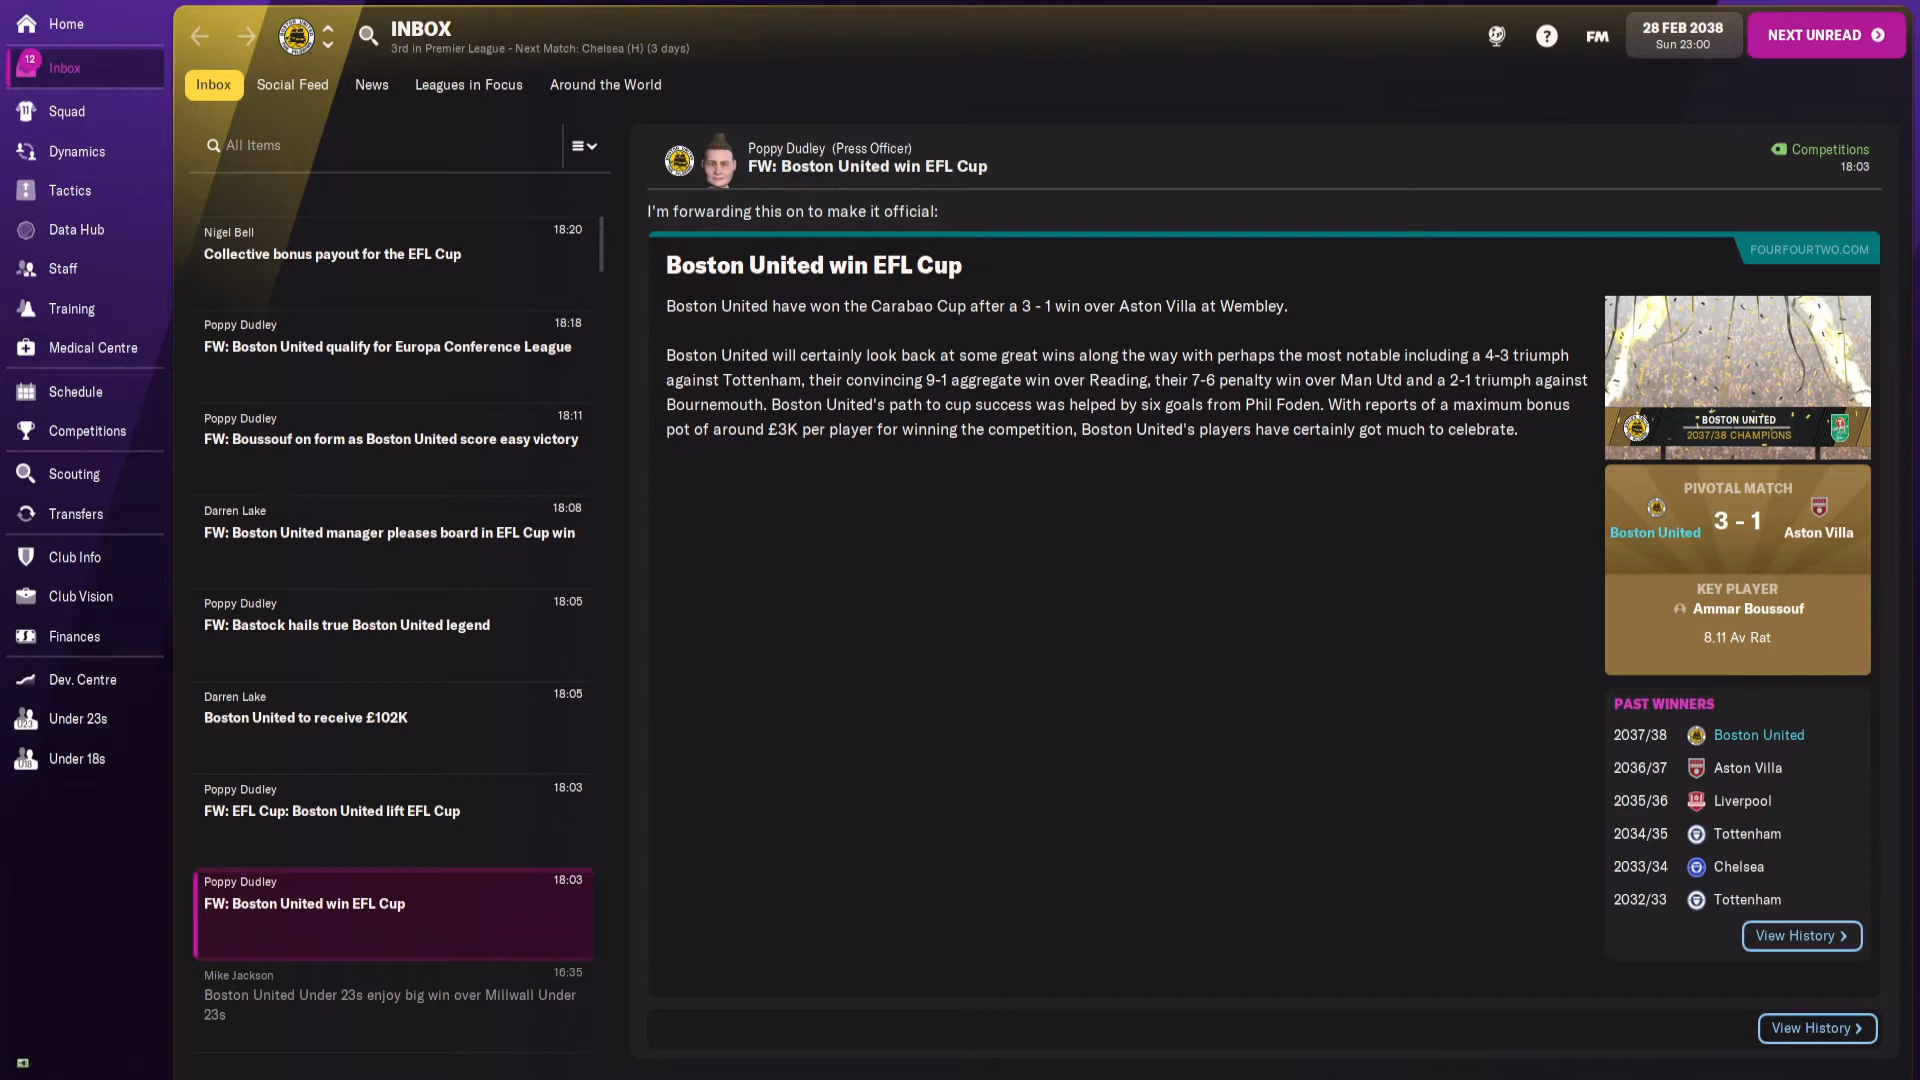 Home
12
Inbox
Squad
Dynamics
Tactics
Data Hub
Staff
Training
Medical Centre
Schedule
Competitions
Scouting
Transfers
Club Info
Club Vision
Finances
Dev. Centre
Under 23s
Under 18s
INBOX
3rd in Premier League - Next Match: Chelsea (H) (3 days)
FM
28 FEB 2038
Sun 23:00
NEXT UNREAD
Inbox
Social Feed
News
Leagues in Focus
Around the World
All Items
Nigel Bell 18:20
Collective bonus payout for the EFL Cup
Poppy Dudley 18:18
FW: Boston United qualify for Europa Conference League
Poppy Dudley 18:11
FW: Boussouf on form as Boston United score easy victory
Darren Lake 18:08
FW: Boston United manager pleases board in EFL Cup win
Poppy Dudley 18:05
FW: Bastock hails true Boston United legend
Darren Lake 18:05
Boston United to receive £102K
Poppy Dudley 18:03
FW: EFL Cup: Boston United lift EFL Cup
Poppy Dudley 18:03
FW: Boston United win EFL Cup
Mike Jackson 16:35
Boston United Under 23s enjoy big win over Millwall Under
23s
Poppy Dudley (Press Officer)
FW: Boston United win EFL Cup
Competitions
18:03
I'm forwarding this on to make it official:
FOURFOURTWO.COM
Boston United win EFL Cup
Boston United have won the Carabao Cup after a 3 - 1 win over Aston Villa at Wembley.
Boston United will certainly look back at some great wins along the way with perhaps the most notable including a 4-3 triumph
against Tottenham, their convincing 9-1 aggregate win over Reading, their 7-6 penalty win over Man Utd and a 2-1 triumph against
Bournemouth. Boston United's path to cup success was helped by six goals from Phil Foden. With reports of a maximum bonus
pot of around £3K per player for winning the competition, Boston United's players have certainly got much to celebrate.
BOSTON UNITED
2037/38 CHAMPIONS
PIVOTAL MATCH
Boston United 3 - 1 Aston Villa
KEY PLAYER
Ammar Boussouf
8.11 Av Rat
PAST WINNERS
2037/38 Boston United
2036/37 Aston Villa
2035/36 Liverpool
2034/35 Tottenham
2033/34 Chelsea
2032/33 Tottenham
View History
View History